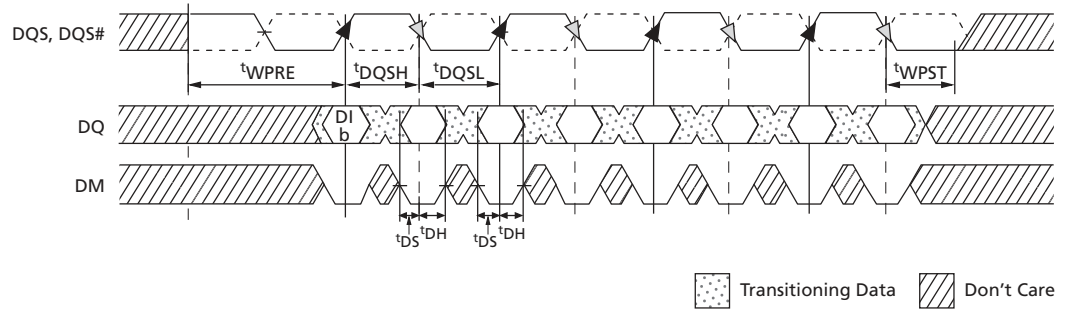 DQS, DQS#
tWPRE
tDQSH
tDQSL
tWPST
DQ
DI
b
DM
tDS
tDH
tDS
tDH
Transitioning Data
Don't Care